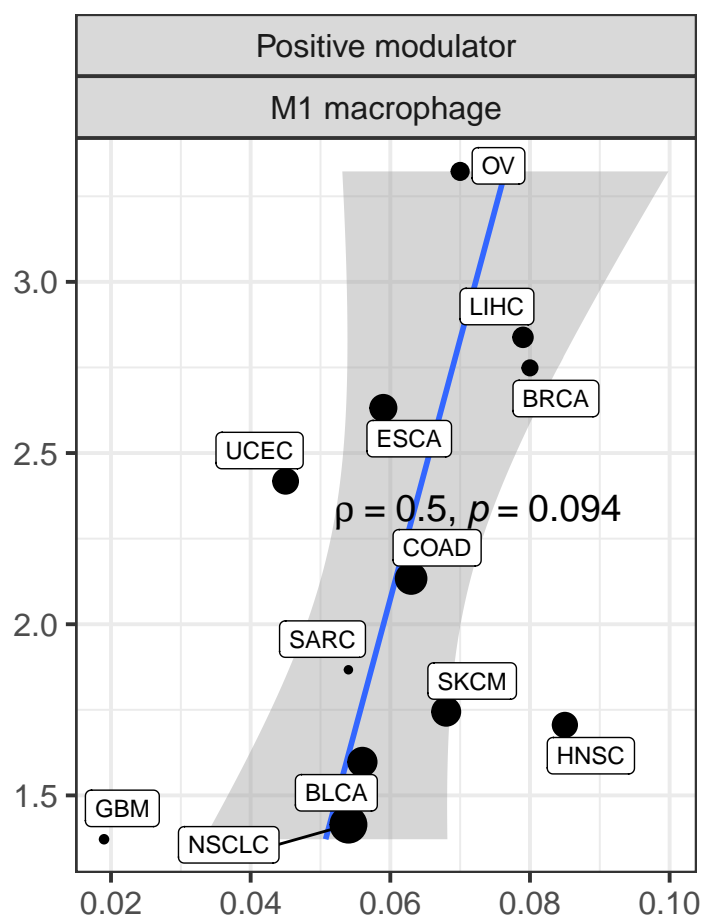 Positive modulator
M1 macrophage
OV
3.0
LIHC
BRCA
ESCA
2.5
UCEC
ρ = 0.5, p = 0.094
COAD
2.0
SARC
SKCM
HNSC
1.5
BLCA
GBM
NSCLC
0.02 0.04 0.06 0.08 0.10